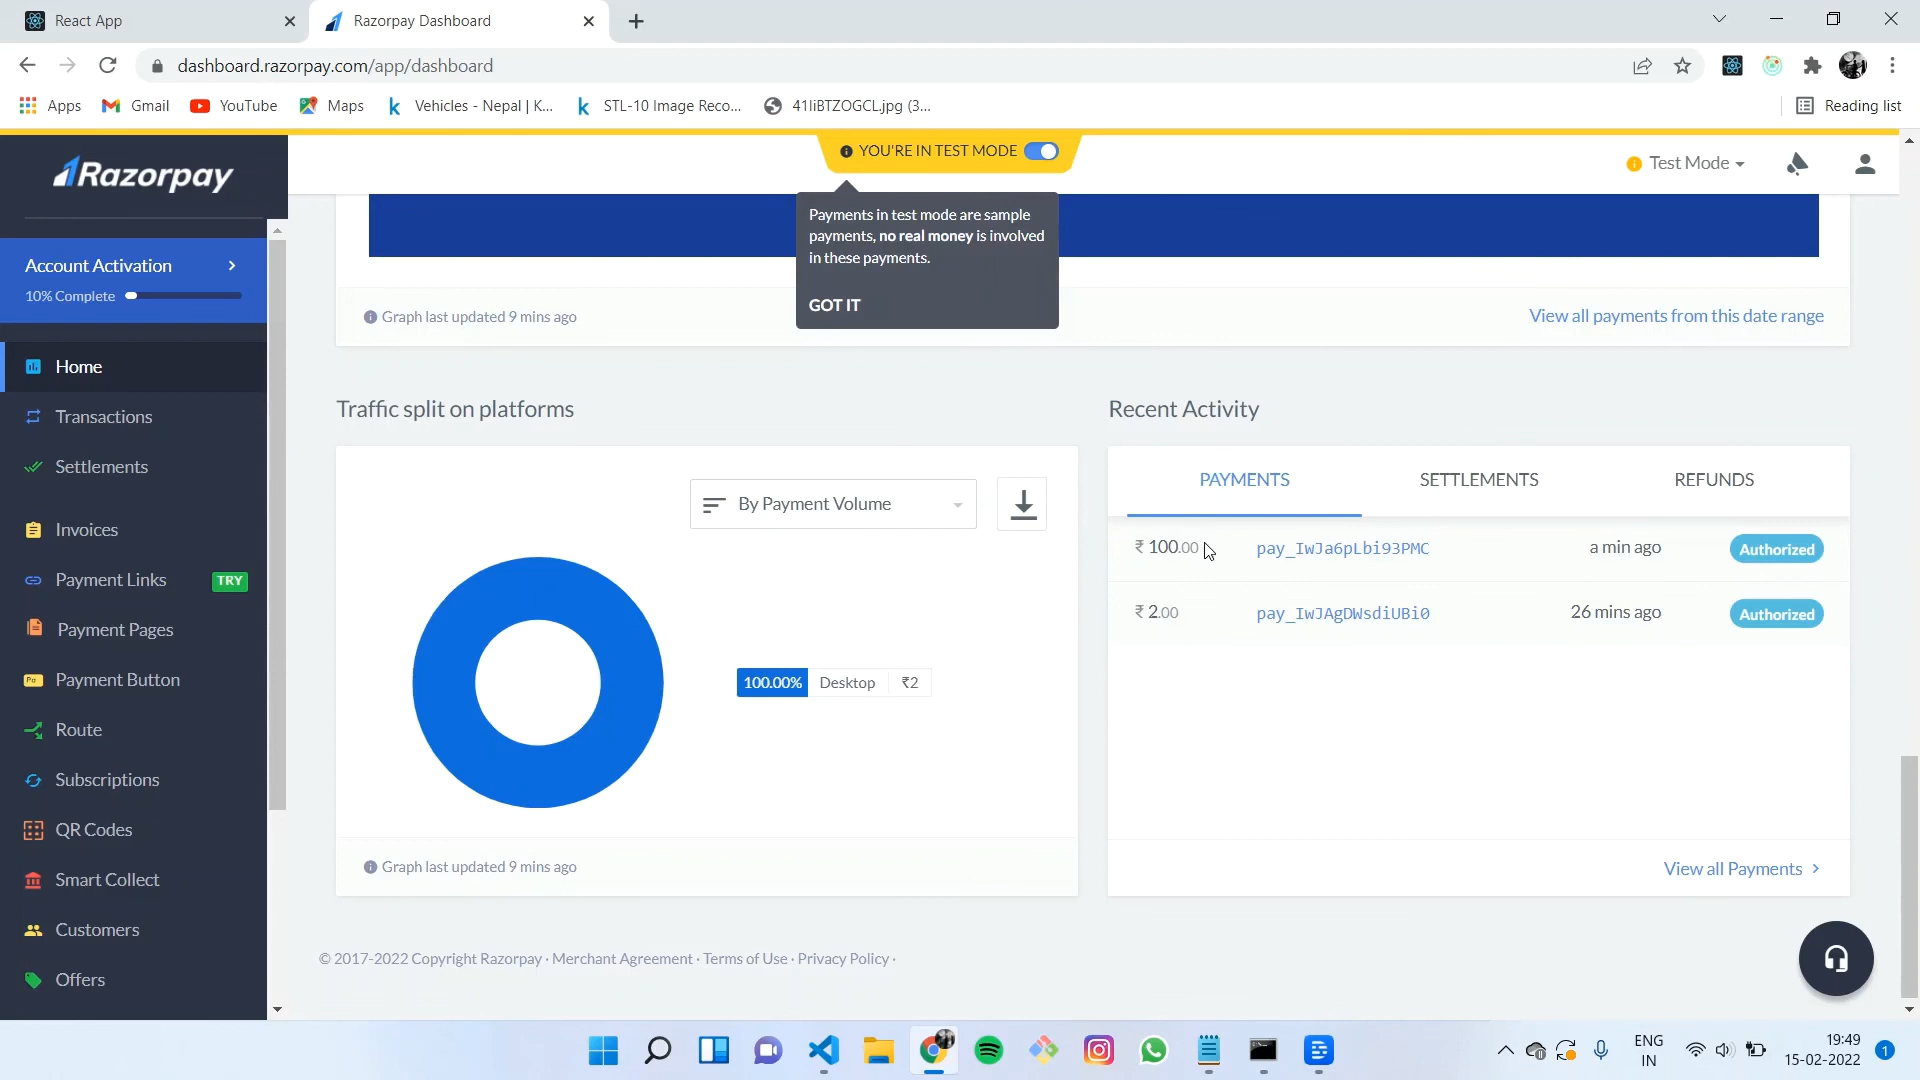 React App
Razorpay Dashboard
dashboard.razorpay.com/app/dashboard
Apps
Gmail
YouTube
Maps
Vehicles - Nepal | K...
STL-10 Image Reco...
41liBTZOGCL.jpg (3...
Reading list
Razorpay
YOU'RE IN TEST MODE
Test Mode
Payments in test mode are sample
payments, no real money is involved
in these payments.
GOT IT
Account Activation
10% Complete
Graph last updated 9 mins ago
View all payments from this date range
Home
Transactions
Settlements
Invoices
Payment Links
TRY
Payment Pages
Payment Button
Route
Subscriptions
QR Codes
Smart Collect
Customers
Offers
Traffic split on platforms
By Payment Volume
100.00% Desktop ₹2
Graph last updated 9 mins ago
Recent Activity
PAYMENTS
SETTLEMENTS
REFUNDS
₹ 100.00 pay_IwJa6pLbi93PMC a min ago Authorized
₹ 2.00 pay_IwJAgDWsdiUBi0 26 mins ago Authorized
View all Payments
© 2017-2022 Copyright Razorpay · Merchant Agreement · Terms of Use · Privacy Policy ·
ENG
IN
19:49
15-02-2022
1